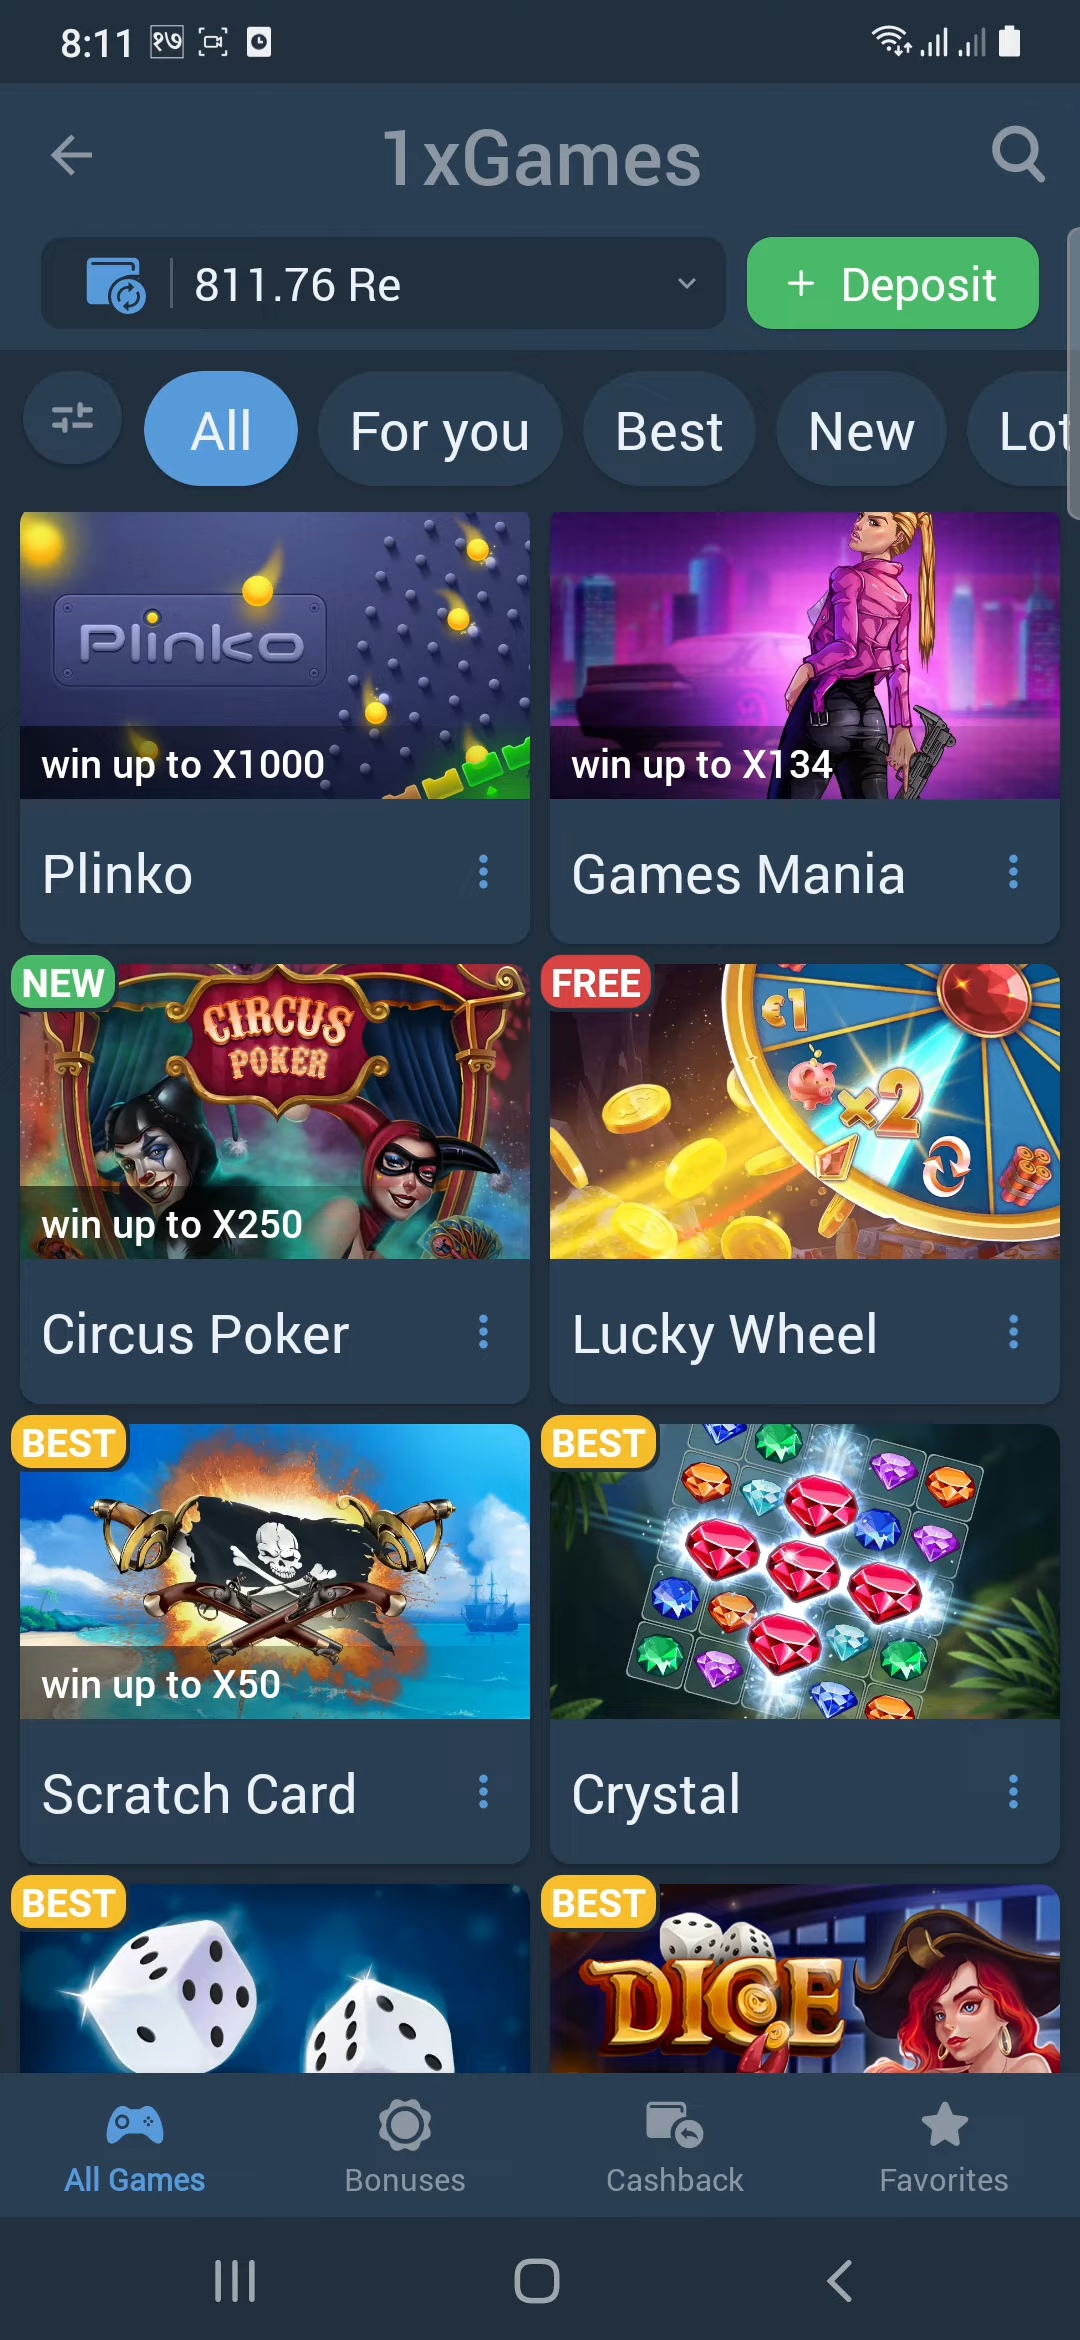 8:11 १७
1xGames
811.76 Re
+ Deposit
All
For you
Best
New
Lot
Plinko
win up to X1000
win up to X134
Plinko
Games Mania
NEW
CIRCUS
POKER
win up to X250
FREE
€1
x2
Circus Poker
Lucky Wheel
BEST
win up to X50
BEST
Scratch Card
Crystal
BEST
BEST
DICE
All Games
Bonuses
Cashback
Favorites